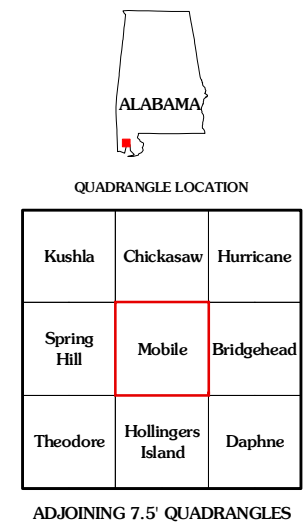 ALABAMA
QUADRANGLE LOCATION
Kushla Chickasaw Hurricane
Spring
Hill
Mobile
Bridgehead
Theodore
Hollingers
Island
Daphne
ADJOINING 7.5' QUADRANGLES